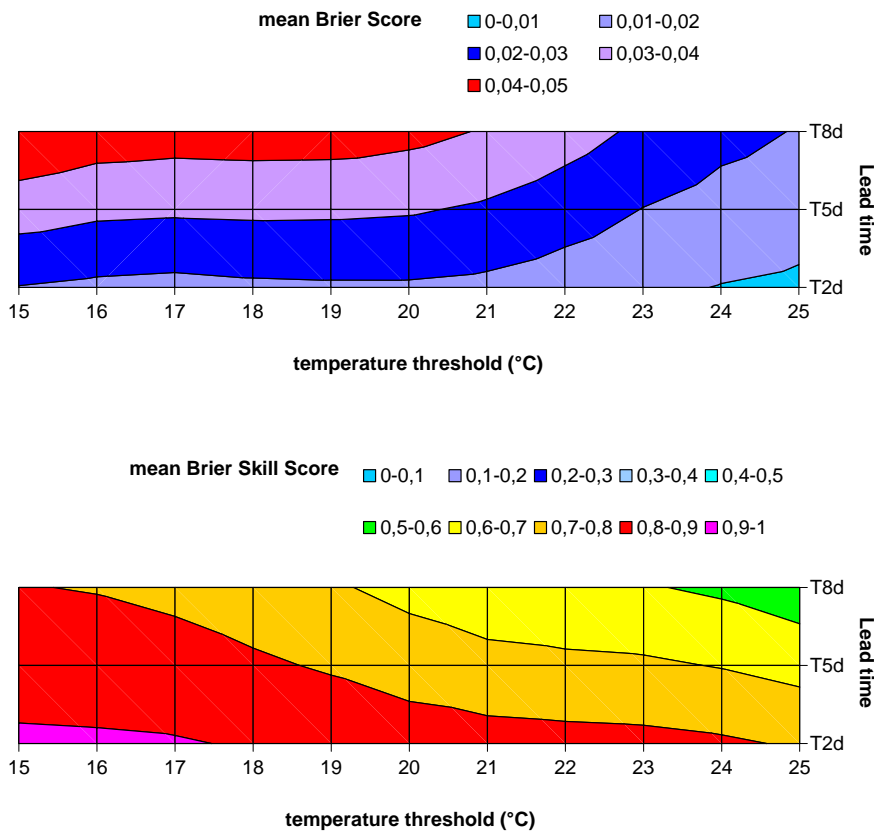 mean Brier Score
0-0,01 0,01-0,02
0,02-0,03 0,03-0,04
0,04-0,05
T8d
T5d
T2d
Lead time
15 16 17 18 19 20 21 22 23 24 25
temperature threshold (°C)
mean Brier Skill Score
0-0,1 0,1-0,2 0,2-0,3 0,3-0,4 0,4-0,5
0,5-0,6 0,6-0,7 0,7-0,8 0,8-0,9 0,9-1
T8d
T5d
T2d
Lead time
15 16 17 18 19 20 21 22 23 24 25
temperature threshold (°C)